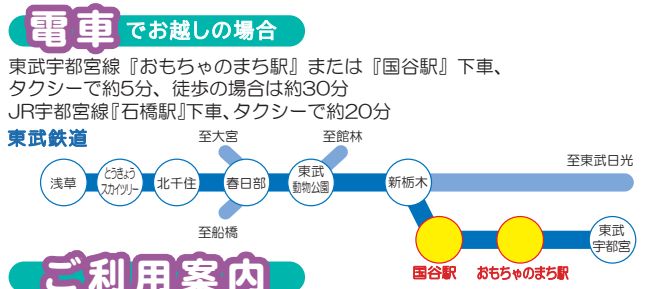 電車でお越しの場合
東武宇都宮線『おもちゃのまち駅』または『国谷駅』下車、
タクシーで約5分、徒歩の場合は約30分
JR宇都宮線『石橋駅』下車、タクシーで約20分
東武鉄道
至大宮
至館林
至東武日光
浅草
とうきょう
スカイツリー
北千住
春日部
東武
動物公園
新栃木
至船橋
東武
宇都宮
国谷駅
おもちゃのまち駅
ご利用案内